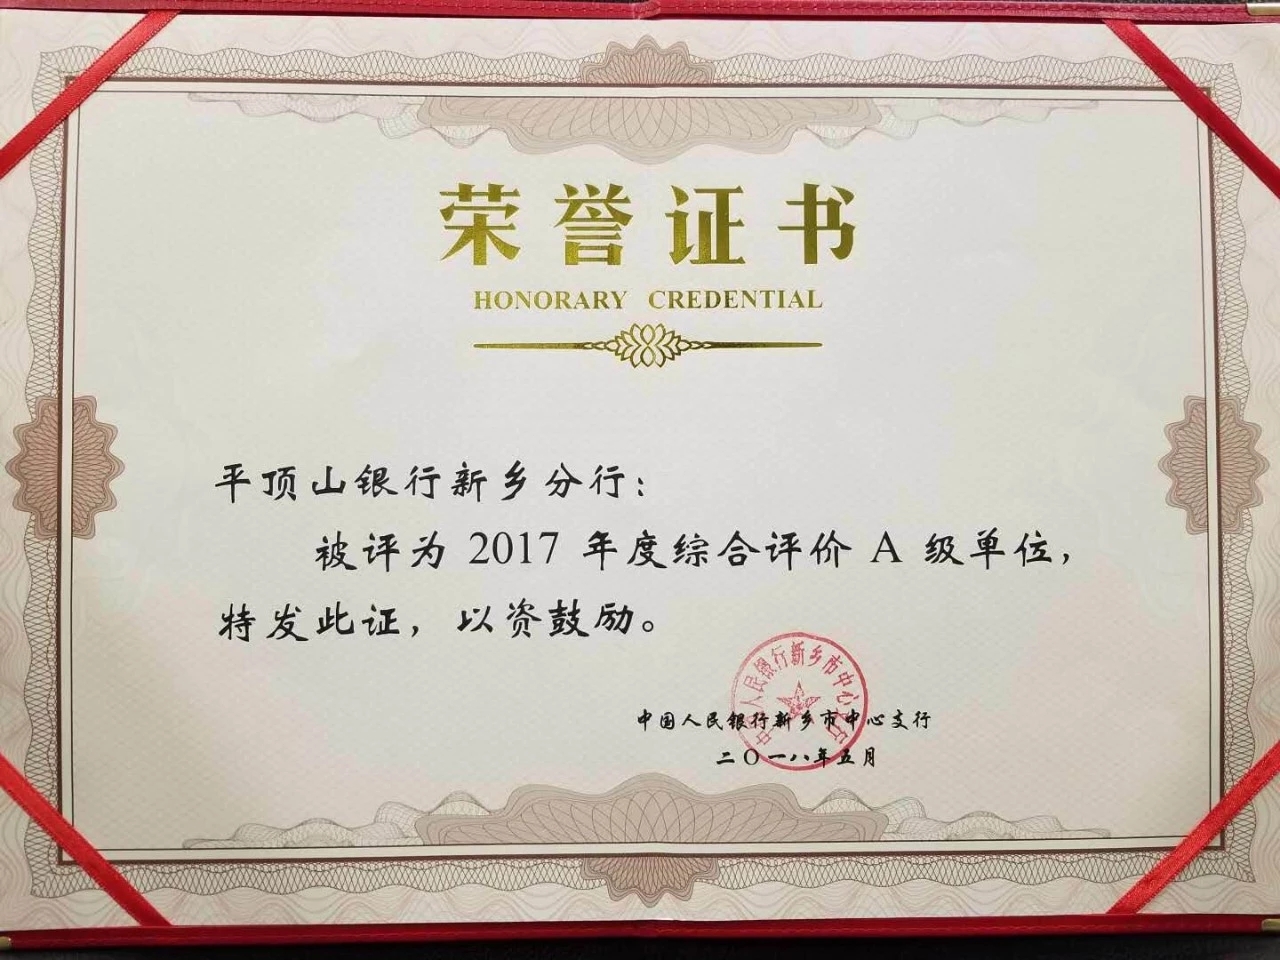 荣誉证书
HONORARY CREDENTIAL
平顶山银行新乡分行：
被评为 2017 年度综合评价 A 级单位，
特发此证，以资鼓励。
中国人民银行新乡市中心支行
二〇一八年五月